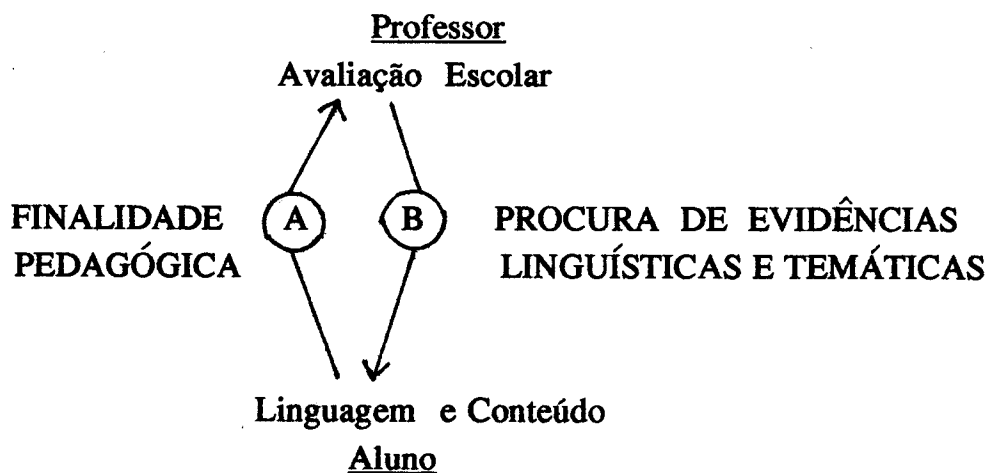 Professor
Avaliação Escolar
FINALIDADE
PEDAGÓGICA
A
B
PROCURA DE EVIDÊNCIAS
LINGUÍSTICAS E TEMÁTICAS
Linguagem e Conteúdo
Aluno